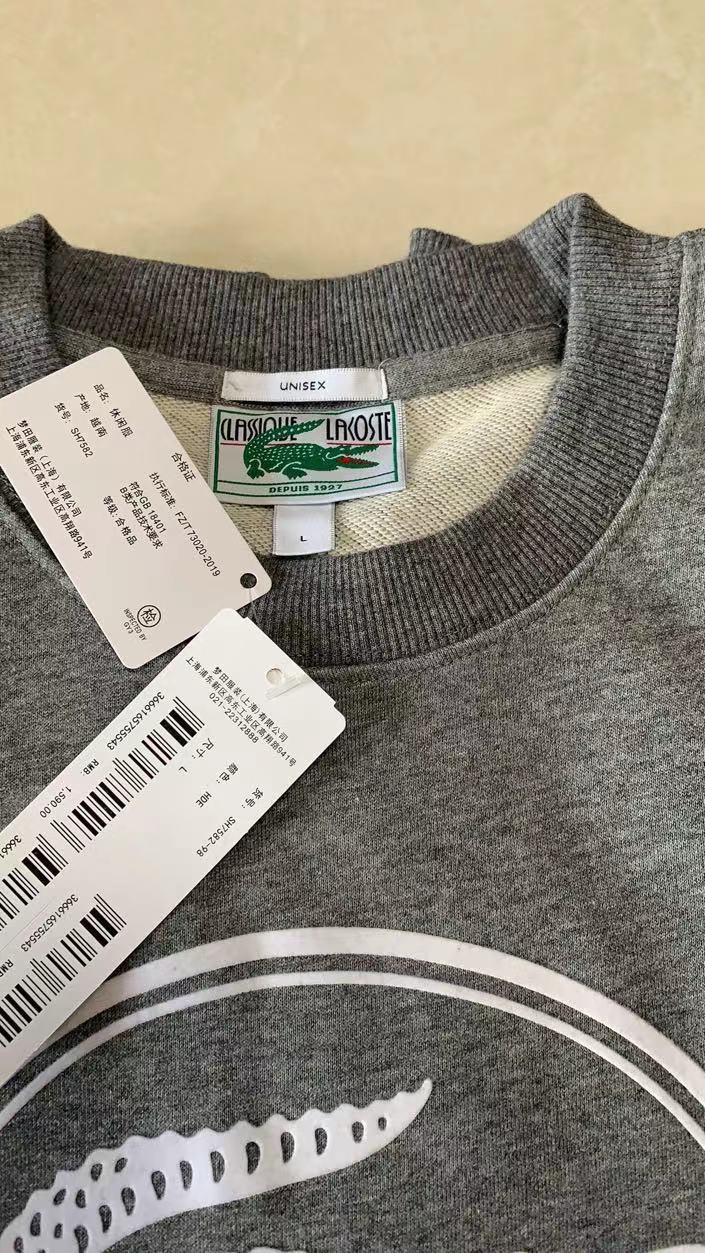 UNISEX
CLASSIQUE LACOSTE
DEPUIS 1927
L
合格证
品名: 休闲服
产地: 越南
货号: SH7582
执行标准: FZ/T 73020-2019
符合GB 18401
B类产品技术要求
等级: 合格品
梦田服装（上海）有限公司
上海浦东新区高东工业区高翔路941号
检
INSPECTED BY
GY3
梦田服装(上海)有限公司
上海浦东新区高东工业区高翔路941号
021-22312888
货号: SH7582-98
颜色: HDE
尺寸: L
3666165755543
RMB: 1,590.00
36661
3666165755543
RMB